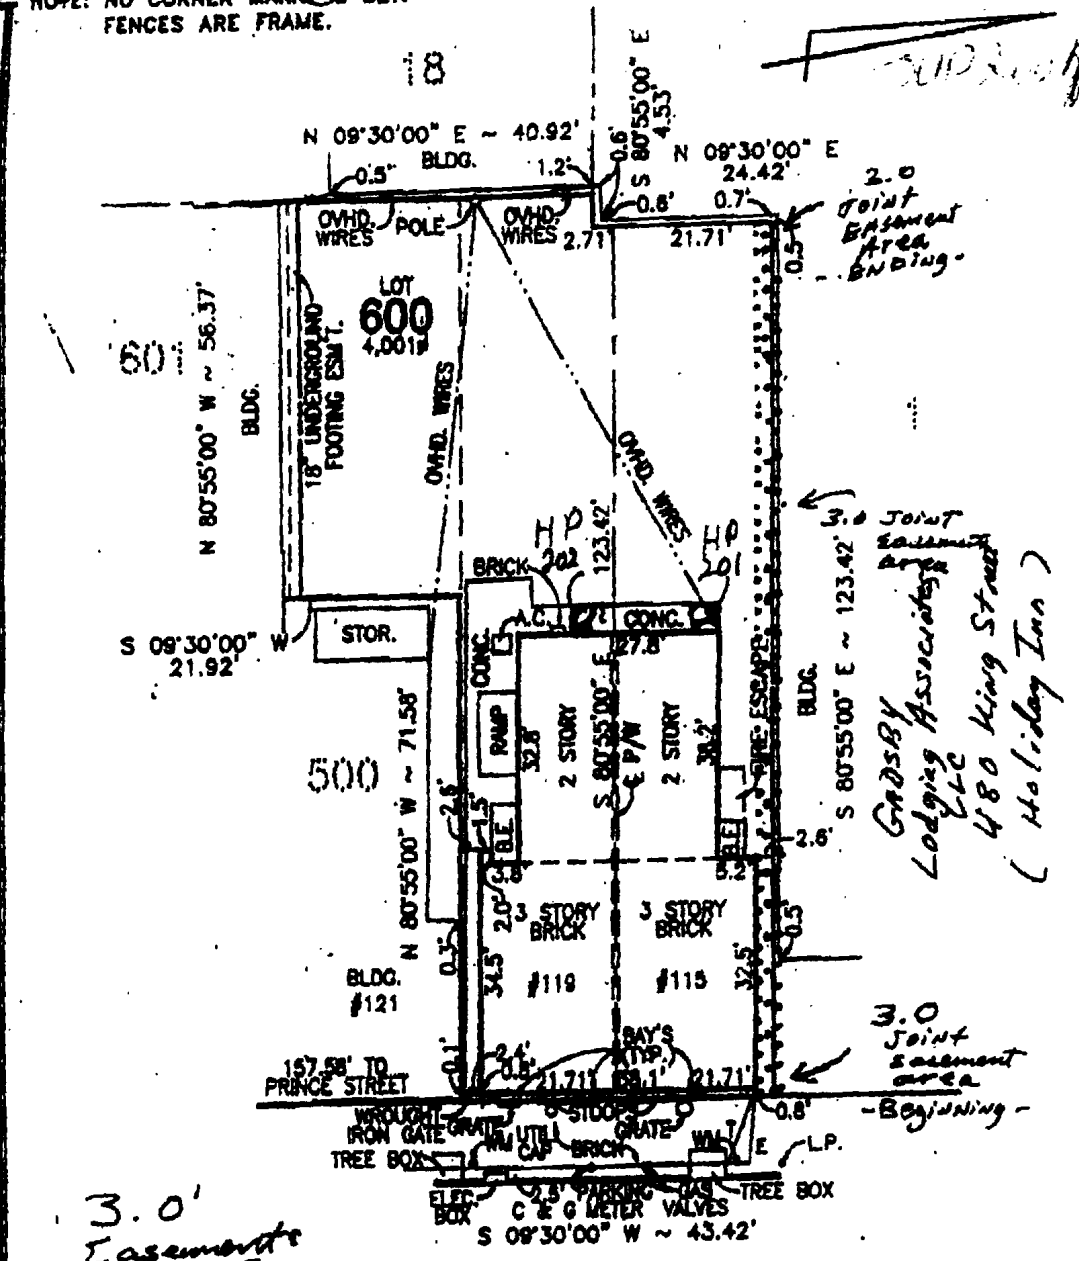 FENCES ARE FRAME.
18
N 09°30'00" E ~ 40.92'
BLDG.
0.5'
1.2'
0.6'
S 80°55'00" E
4.53'
N 09°30'00" E
24.42'
0.6'
0.7'
2.0
JOINT
EASEMENT
Area
- ENDING -
0.5'
OVHD.
WIRES
POLE
OVHD.
WIRES
2.71'
21.71'
LOT
600
601
N 80°55'00" W ~ 56.37'
BLDG.
18" UNDERGROUND
FOOTING ESM'T.
OVHD. WIRES
OVHD. WIRES
HP
202
123.42'
HP
201
3.0 JOINT
Easement
area
BRICK
A.C.
CONC.
27.8'
STOR.
S 09°30'00" W
21.92'
CONC.
RAMP
32.8'
2 STORY
S 80°55'00" E
P/W
2 STORY
38.2'
FIRE ESCAPE
BLDG.
S 80°55'00" E ~ 123.42'
GADSBY
Lodging Associates
LLC
480 King Street
( Holiday Inn )
500
N 80°55'00" W ~ 71.58'
2.6'
1.5'
B.E.
B.E.
2.6'
3.8'
5.2'
2.0'
3 STORY
BRICK
3 STORY
BRICK
0.3'
34.5'
#119
#115
32.5'
0.5'
BLDG.
#121
3.0
Joint
easement
area
- Beginning -
BAY'S
(TYP.)
0.1'
2.4'
0.8'
157.58' TO
PRINCE STREET
21.71'
21.71'
0.8'
WROUGHT
IRON GATE
GRATE
STOOPS
GRATE
WM
UTIL
CAP
BRICK
WM
T
E
L.P.
TREE BOX
ELEC
BOX
2.5'
PARKING
GAS
TREE BOX
C & G METER VALVES
S 09°30'00" W ~ 43.42'
3.0'
Easements